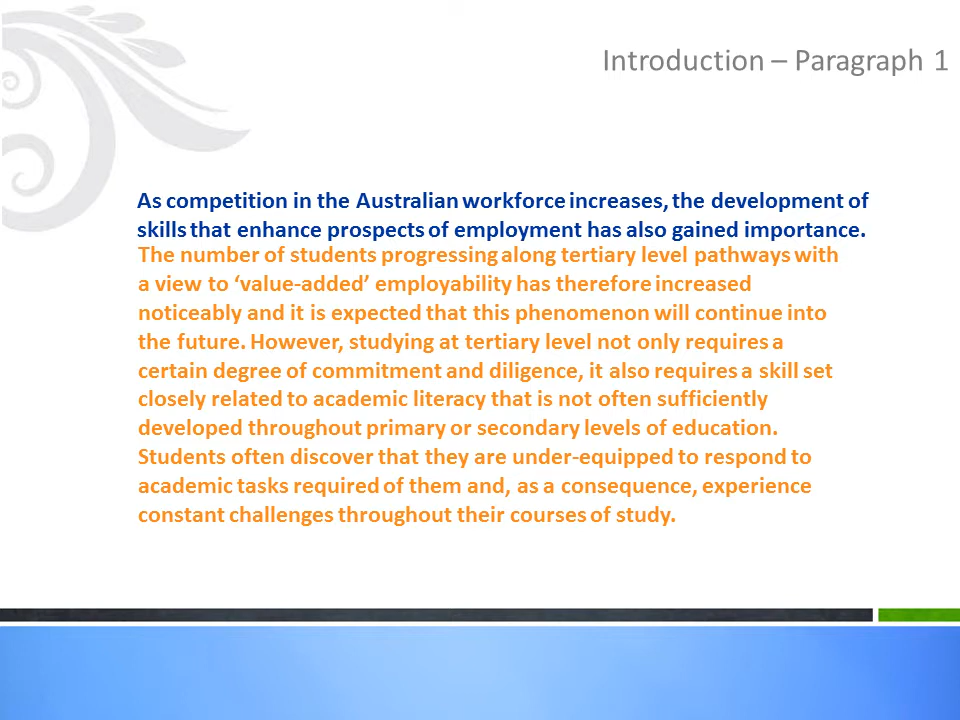 Introduction – Paragraph 1
As competition in the Australian workforce increases, the development of
skills that enhance prospects of employment has also gained importance.
The number of students progressing along tertiary level pathways with
a view to ‘value-added’ employability has therefore increased
noticeably and it is expected that this phenomenon will continue into
the future. However, studying at tertiary level not only requires a
certain degree of commitment and diligence, it also requires a skill set
closely related to academic literacy that is not often sufficiently
developed throughout primary or secondary levels of education.
Students often discover that they are under-equipped to respond to
academic tasks required of them and, as a consequence, experience
constant challenges throughout their courses of study.